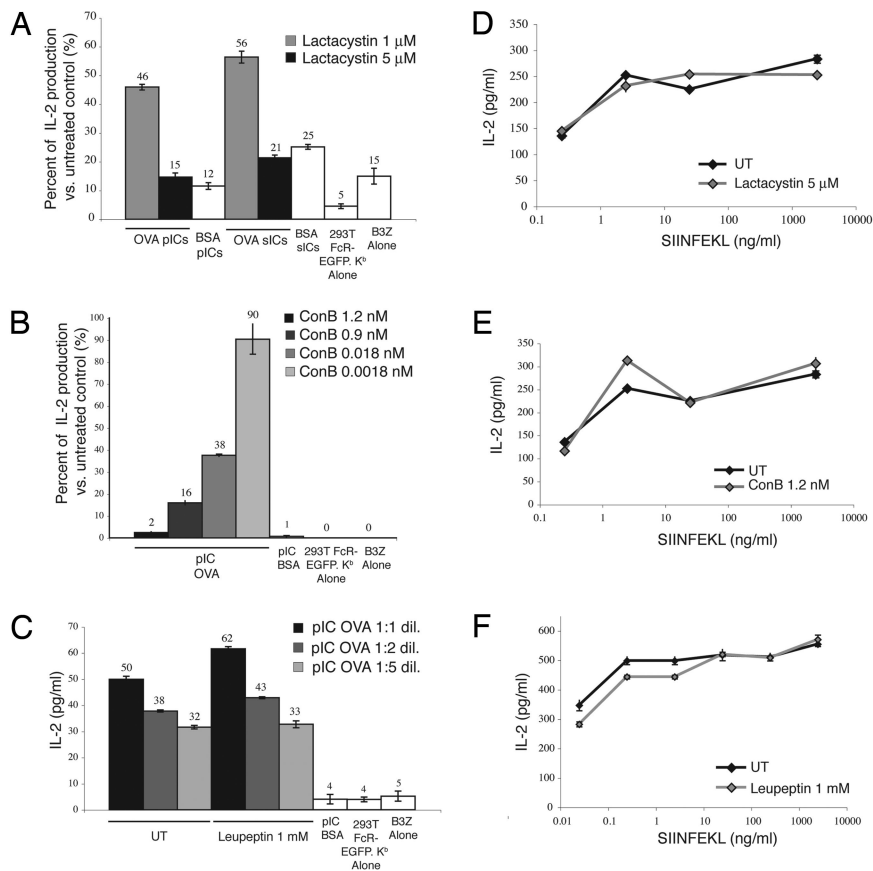 A
Percent of IL-2 production
vs. untreated control (%)
70
60
50
40
30
20
10
0
Lactacystin 1 µM
Lactacystin 5 µM
46
15
12
56
21
25
5
15
OVA pICs
BSA
pICs
OVA sICs
BSA
sICs
293T
FcR-
EGFP. Kᵇ
Alone
B3Z
Alone
B
Percent of IL-2 production
vs. untreated control (%)
100
90
80
70
60
50
40
30
20
10
0
ConB 1.2 nM
ConB 0.9 nM
ConB 0.018 nM
ConB 0.0018 nM
2
16
38
90
1
0
0
pIC
OVA
pIC
BSA
293T FcR-
EGFP. Kᵇ
Alone
B3Z
Alone
C
IL-2 (pg/ml)
70
60
50
40
30
20
10
0
pIC OVA 1:1 dil.
pIC OVA 1:2 dil.
pIC OVA 1:5 dil.
50
38
32
62
43
33
4
4
5
UT
Leupeptin 1 mM
pIC
BSA
293T
FcR-
EGFP. Kᵇ
Alone
B3Z
Alone
D
IL-2 (pg/ml)
350
300
250
200
150
100
50
0
UT
Lactacystin 5 µM
0.1
1
10
100
1000
10000
SIINFEKL (ng/ml)
E
IL-2 (pg/ml)
350
300
250
200
150
100
50
0
UT
ConB 1.2 nM
0.1
1
10
100
1000
10000
SIINFEKL (ng/ml)
F
IL-2 (pg/ml)
600
500
400
300
200
100
0
UT
Leupeptin 1 mM
0.01
0.1
1
10
100
1000
10000
SIINFEKL (ng/ml)